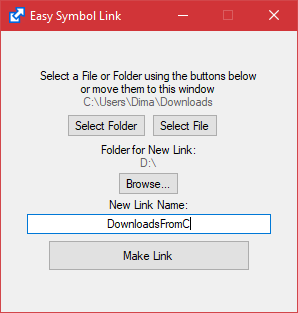 Easy Symbol Link
Select a File or Folder using the buttons below
or move them to this window
C:\Users\Dima\Downloads
Select Folder Select File
Folder for New Link:
D:\
Browse...
New Link Name:
DownloadsFromC
Make Link